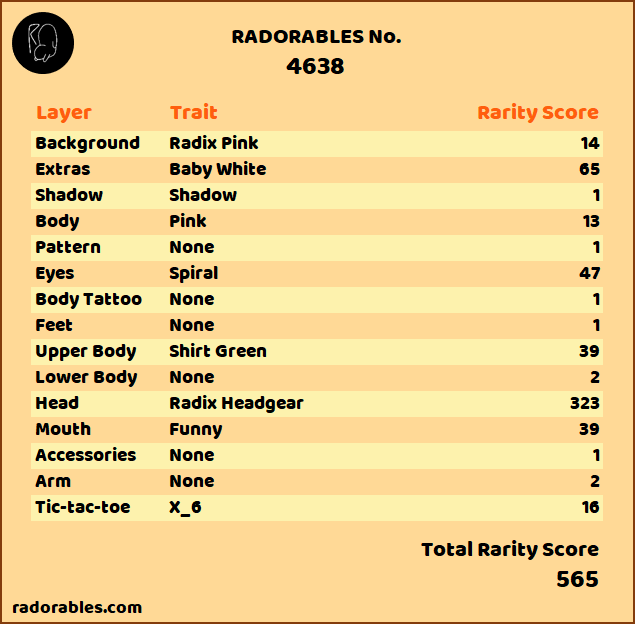 RADORABLES No.
4638
Layer Trait Rarity Score
Background Radix Pink 14
Extras Baby White 65
Shadow Shadow 1
Body Pink 13
Pattern None 1
Eyes Spiral 47
Body Tattoo None 1
Feet None 1
Upper Body Shirt Green 39
Lower Body None 2
Head Radix Headgear 323
Mouth Funny 39
Accessories None 1
Arm None 2
Tic-tac-toe X_6 16
Total Rarity Score
565
radorables.com